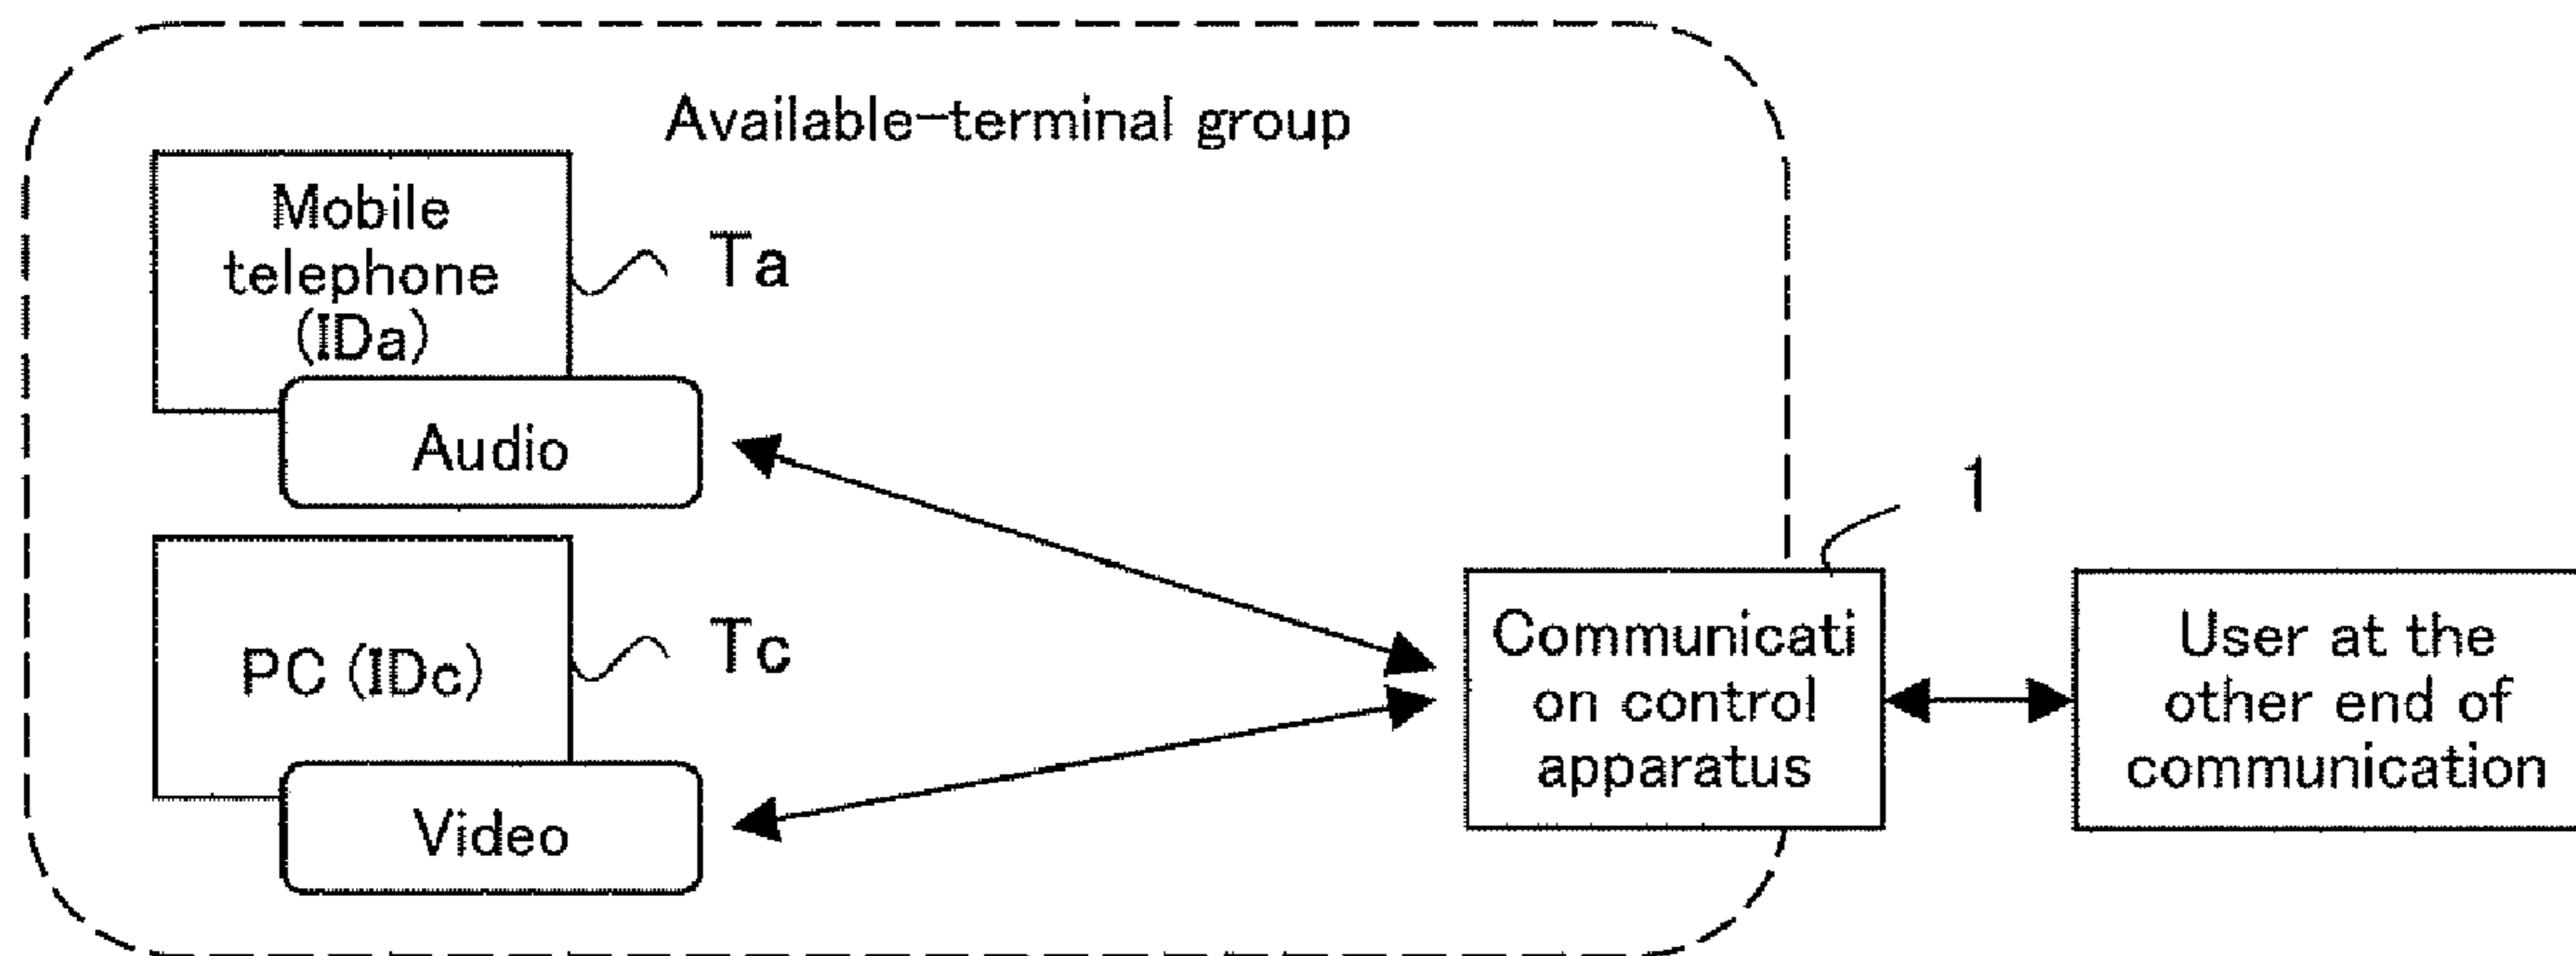 Available-terminal group
Mobile
telephone
(IDa)
Ta
Audio
1
PC (IDc)
Tc
Video
Communicati
on control
apparatus
User at the
other end of
communication